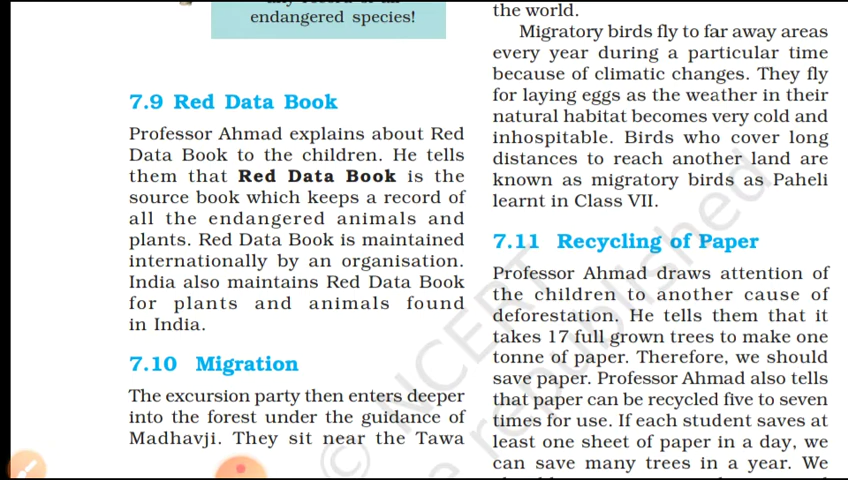 endangered species!
7.9 Red Data Book
Professor Ahmad explains about Red
Data Book to the children. He tells
them that Red Data Book is the
source book which keeps a record of
all the endangered animals and
plants. Red Data Book is maintained
internationally by an organisation.
India also maintains Red Data Book
for plants and animals found
in India.
7.10 Migration
The excursion party then enters deeper
into the forest under the guidance of
Madhavji. They sit near the Tawa
the world.
Migratory birds fly to far away areas
every year during a particular time
because of climatic changes. They fly
for laying eggs as the weather in their
natural habitat becomes very cold and
inhospitable. Birds who cover long
distances to reach another land are
known as migratory birds as Paheli
learnt in Class VII.
7.11 Recycling of Paper
Professor Ahmad draws attention of
the children to another cause of
deforestation. He tells them that it
takes 17 full grown trees to make one
tonne of paper. Therefore, we should
save paper. Professor Ahmad also tells
that paper can be recycled five to seven
times for use. If each student saves at
least one sheet of paper in a day, we
can save many trees in a year. We
© NCERT
republished